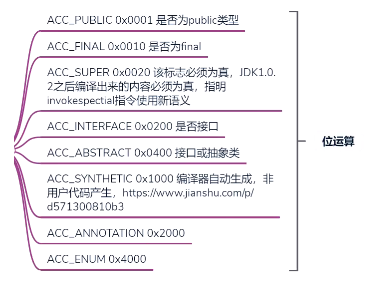 ACC_PUBLIC 0x0001 是否为public类型
ACC_FINAL 0x0010 是否为final
ACC_SUPER 0x0020 该标志必须为真，JDK1.0.
2之后编译出来的内容必须为真，指明
invokespectial指令使用新语义
ACC_INTERFACE 0x0200 是否接口
ACC_ABSTRACT 0x0400 接口或抽象类
ACC_SYNTHETIC 0x1000 编译器自动生成，非
用户代码产生，https://www.jianshu.com/p/
d571300810b3
ACC_ANNOTATION 0x2000
ACC_ENUM 0x4000
位运算